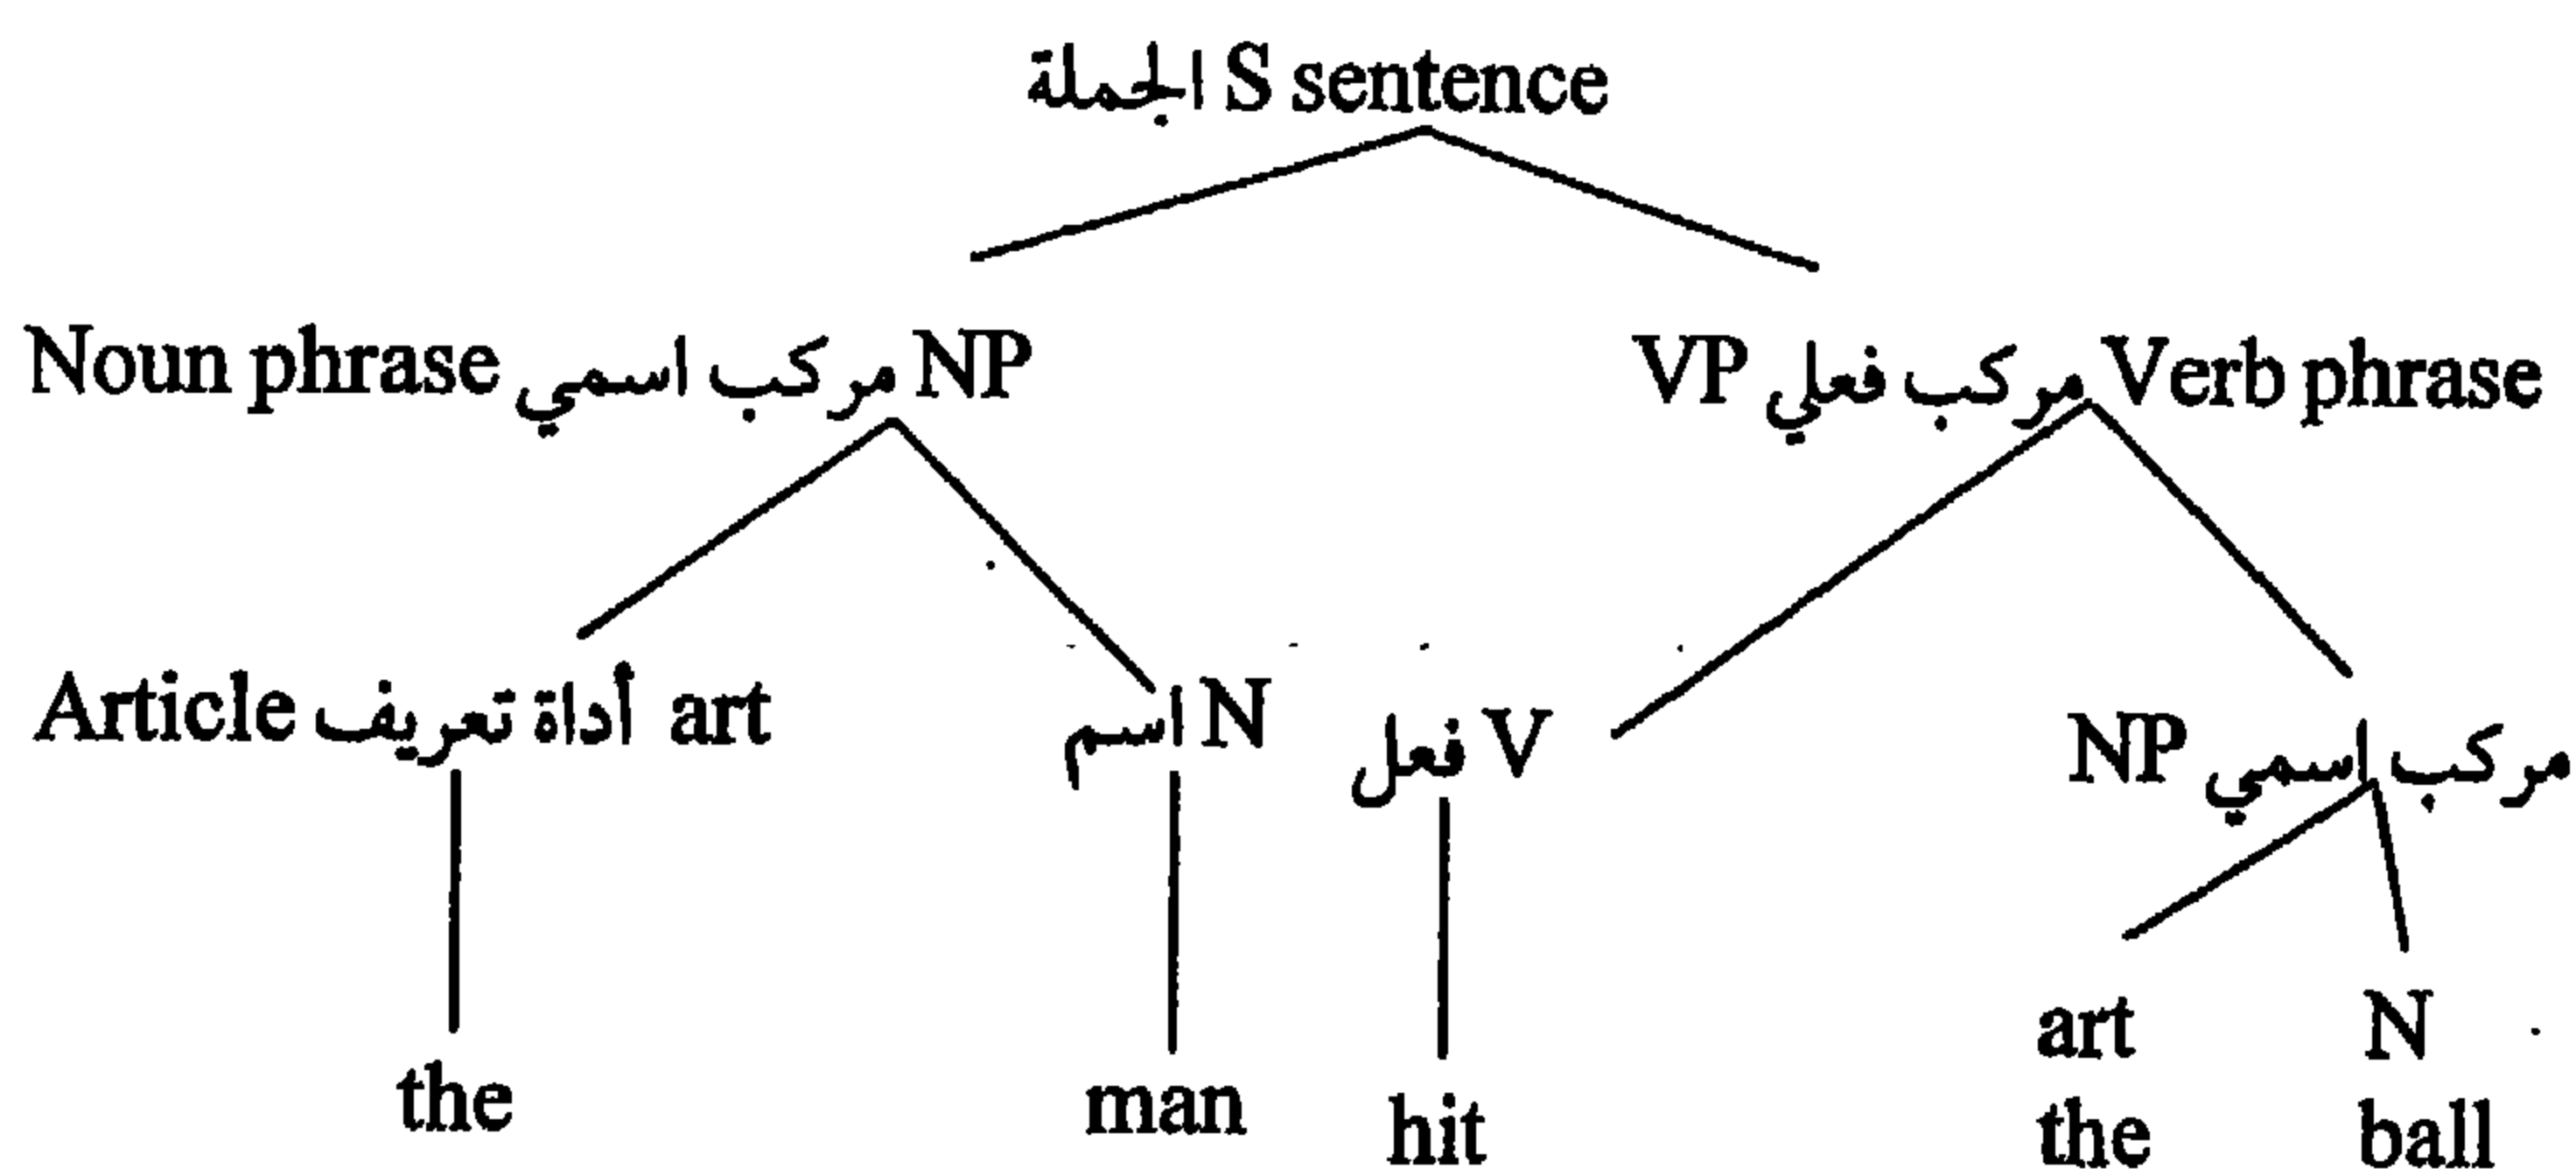 الجملة S sentence
Noun phrase مركب اسمي NP
VP مركب فعلي Verb phrase
Article أداة تعريف art
اسم N
فعل V
NP مركب اسمي
art N
the man hit the ball